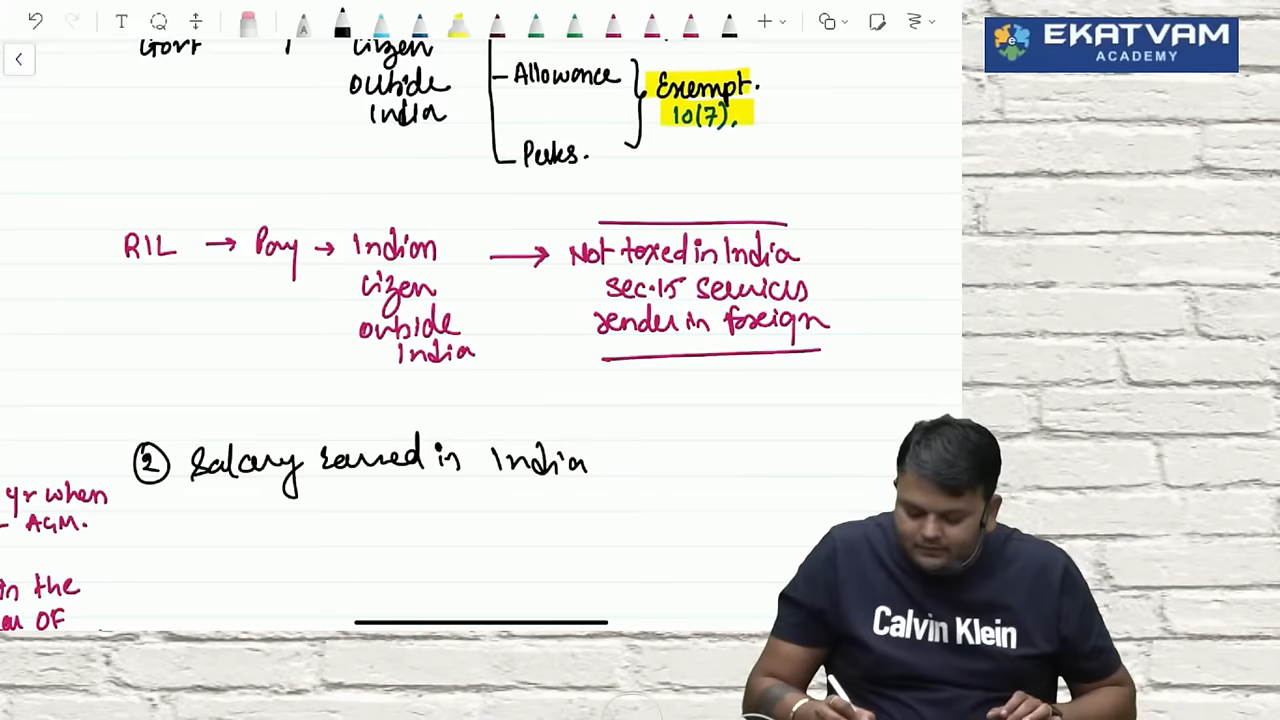 Govt
Cizen
outside
India
Allowance
Perks.
Exempt.
10(7).
RIL → Pay → Indian
Cizen
outside
India
→ Not taxed in India
Sec.15 Services
render in foreign
② Salary earned in India
yr when
- AGM.
in the
OF
EKATVAM
ACADEMY
Calvin Klein